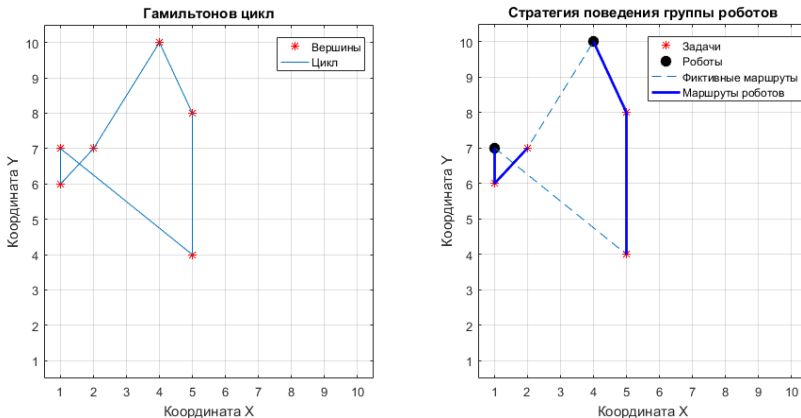 Гамильтонов цикл
10
9
8
7
6
5
4
3
2
1
1 2 3 4 5 6 7 8 9 10
Координата X
Координата Y
Вершины
Цикл
Стратегия поведения группы роботов
10
9
8
7
6
5
4
3
2
1
1 2 3 4 5 6 7 8 9 10
Координата X
Координата Y
Задачи
Роботы
Фиктивные маршруты
Маршруты роботов